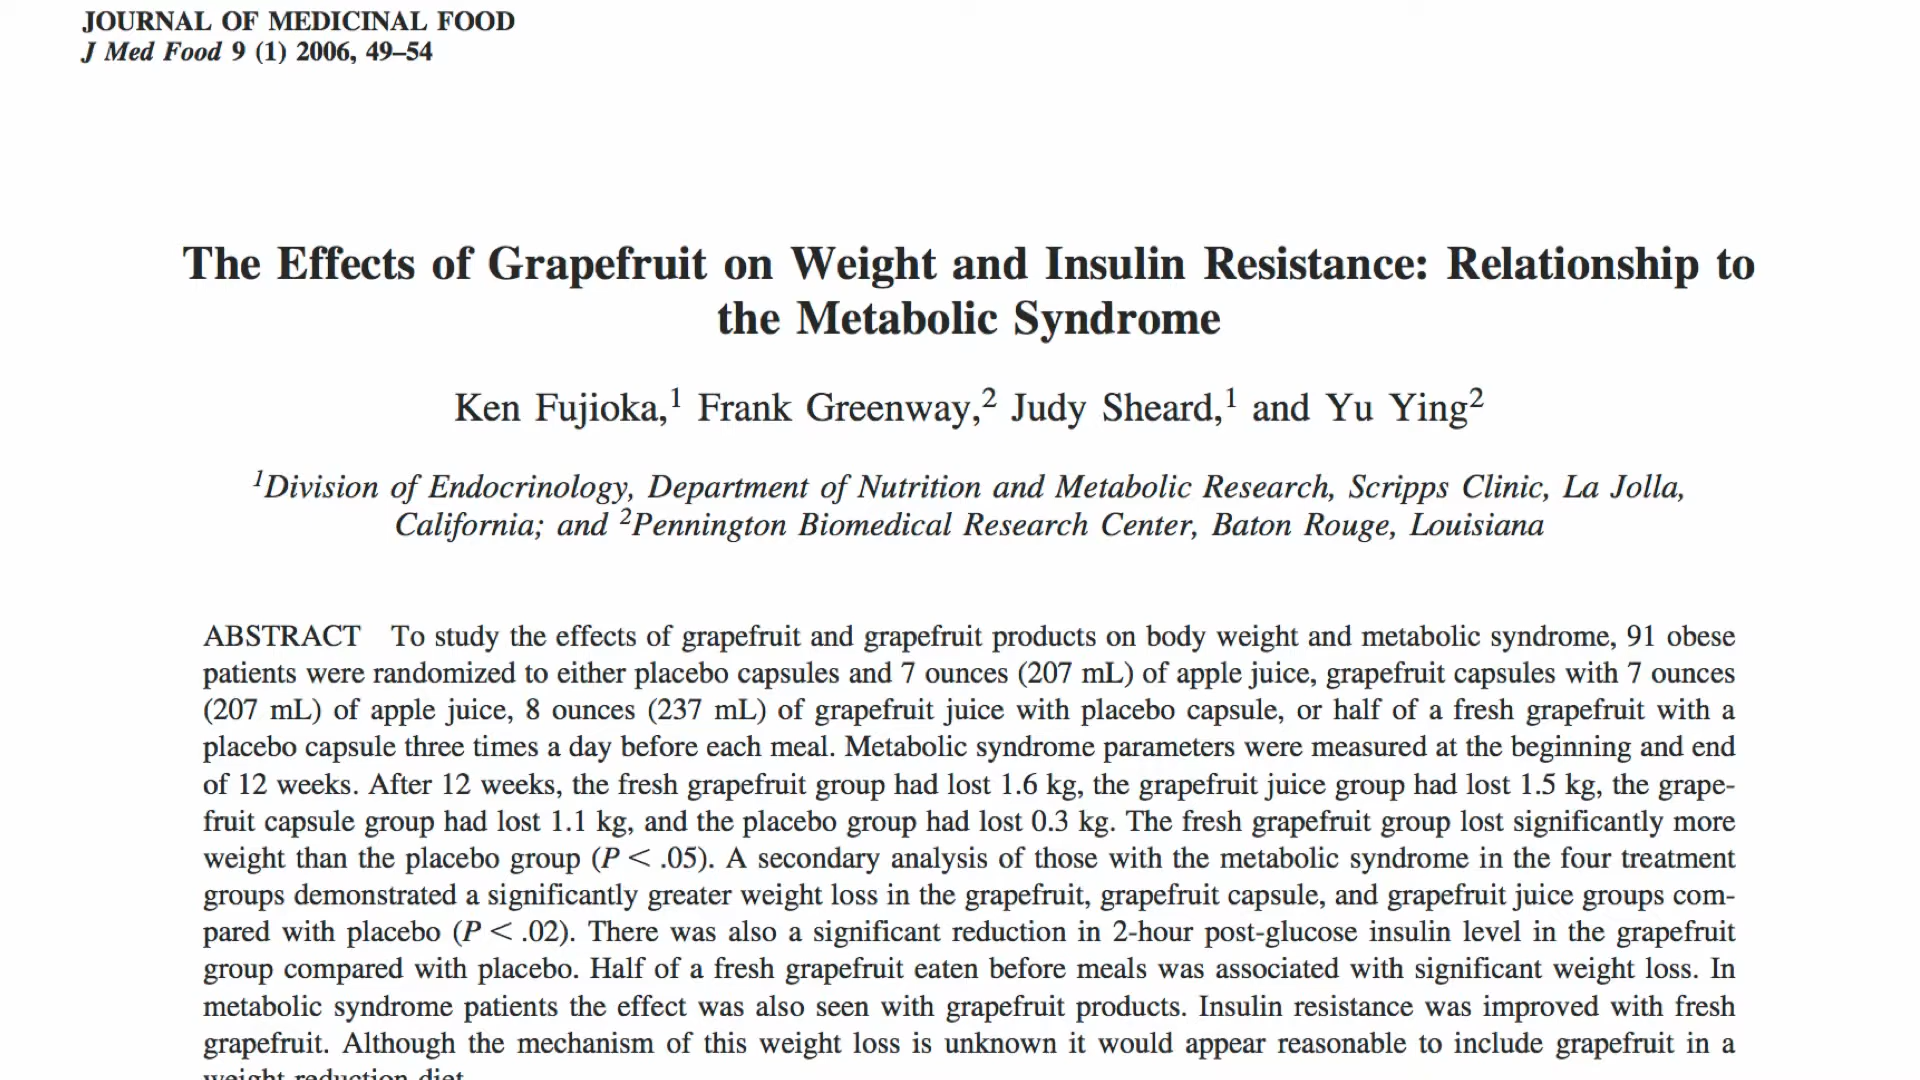 JOURNAL OF MEDICINAL FOOD
J Med Food 9 (1) 2006, 49–54
The Effects of Grapefruit on Weight and Insulin Resistance: Relationship to
the Metabolic Syndrome
Ken Fujioka,1 Frank Greenway,2 Judy Sheard,1 and Yu Ying2
1Division of Endocrinology, Department of Nutrition and Metabolic Research, Scripps Clinic, La Jolla,
California; and 2Pennington Biomedical Research Center, Baton Rouge, Louisiana
ABSTRACT To study the effects of grapefruit and grapefruit products on body weight and metabolic syndrome, 91 obese
patients were randomized to either placebo capsules and 7 ounces (207 mL) of apple juice, grapefruit capsules with 7 ounces
(207 mL) of apple juice, 8 ounces (237 mL) of grapefruit juice with placebo capsule, or half of a fresh grapefruit with a
placebo capsule three times a day before each meal. Metabolic syndrome parameters were measured at the beginning and end
of 12 weeks. After 12 weeks, the fresh grapefruit group had lost 1.6 kg, the grapefruit juice group had lost 1.5 kg, the grape-
fruit capsule group had lost 1.1 kg, and the placebo group had lost 0.3 kg. The fresh grapefruit group lost significantly more
weight than the placebo group (P < .05). A secondary analysis of those with the metabolic syndrome in the four treatment
groups demonstrated a significantly greater weight loss in the grapefruit, grapefruit capsule, and grapefruit juice groups com-
pared with placebo (P < .02). There was also a significant reduction in 2-hour post-glucose insulin level in the grapefruit
group compared with placebo. Half of a fresh grapefruit eaten before meals was associated with significant weight loss. In
metabolic syndrome patients the effect was also seen with grapefruit products. Insulin resistance was improved with fresh
grapefruit. Although the mechanism of this weight loss is unknown it would appear reasonable to include grapefruit in a
weight reduction diet.